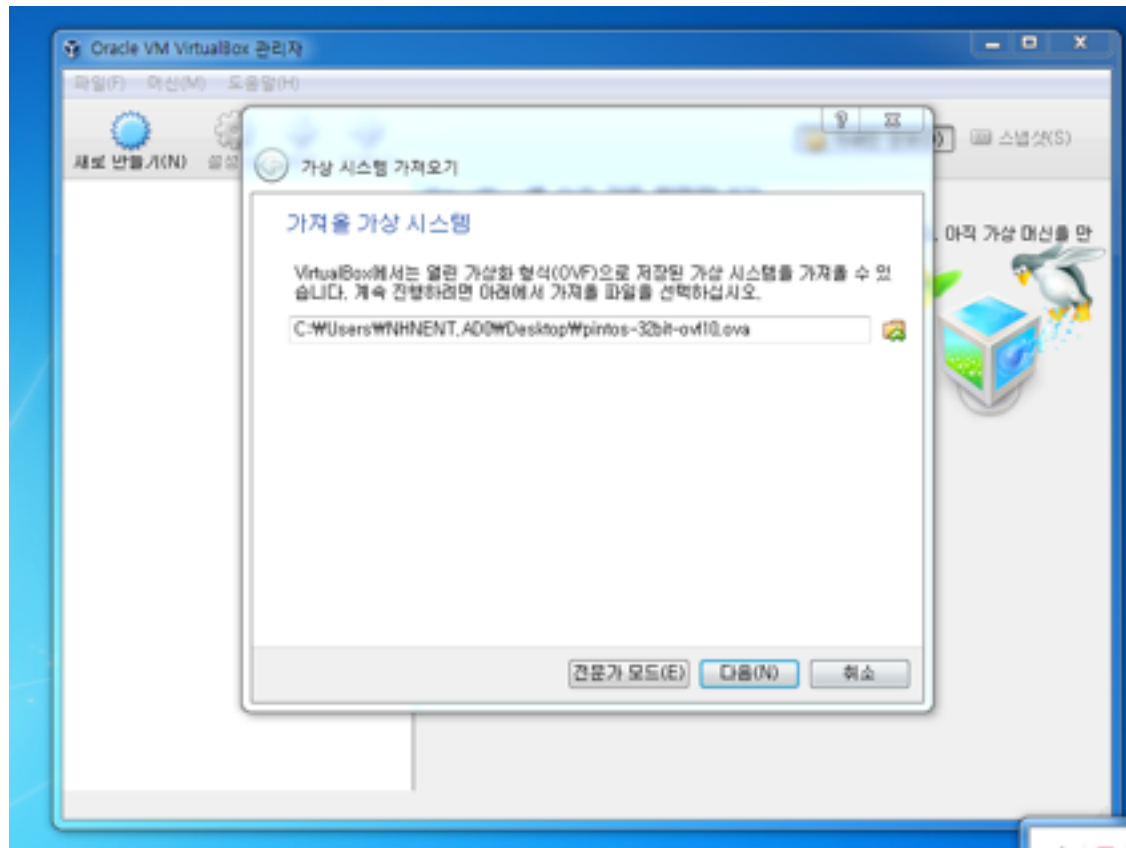 Oracle VM VirtualBox 관리자
파일(F) 머신(M) 도움말(H)
새로 만들기(N) 설정 스냅샷(S)
가상 시스템 가져오기
가져올 가상 시스템
. 아직 가상 머신을 만
VirtualBox에서는 열린 가상화 형식(OVF)으로 저장된 가상 시스템을 가져올 수 있
습니다. 계속 진행하려면 아래에서 가져올 파일을 선택하십시오.
C:₩Users₩NHNENT.AD0₩Desktop₩pintos-32bit-ovf10.ova
전문가 모드(E) 다음(N) 취소